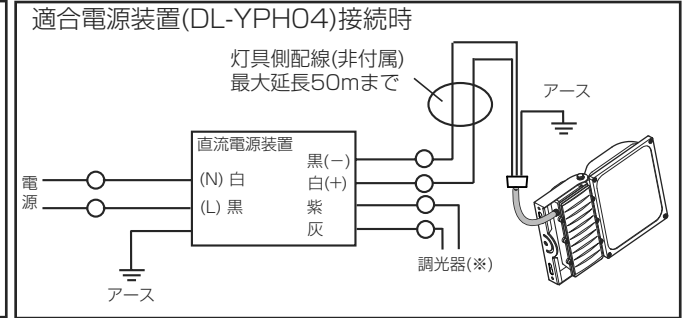 適合電源装置(DL-YPH04)接続時
灯具側配線(非付属)
最大延長50mまで
アース
直流電源装置
黒(−)
電源
(N) 白
白(+)
(L) 黒
紫
灰
調光器(※)
アース